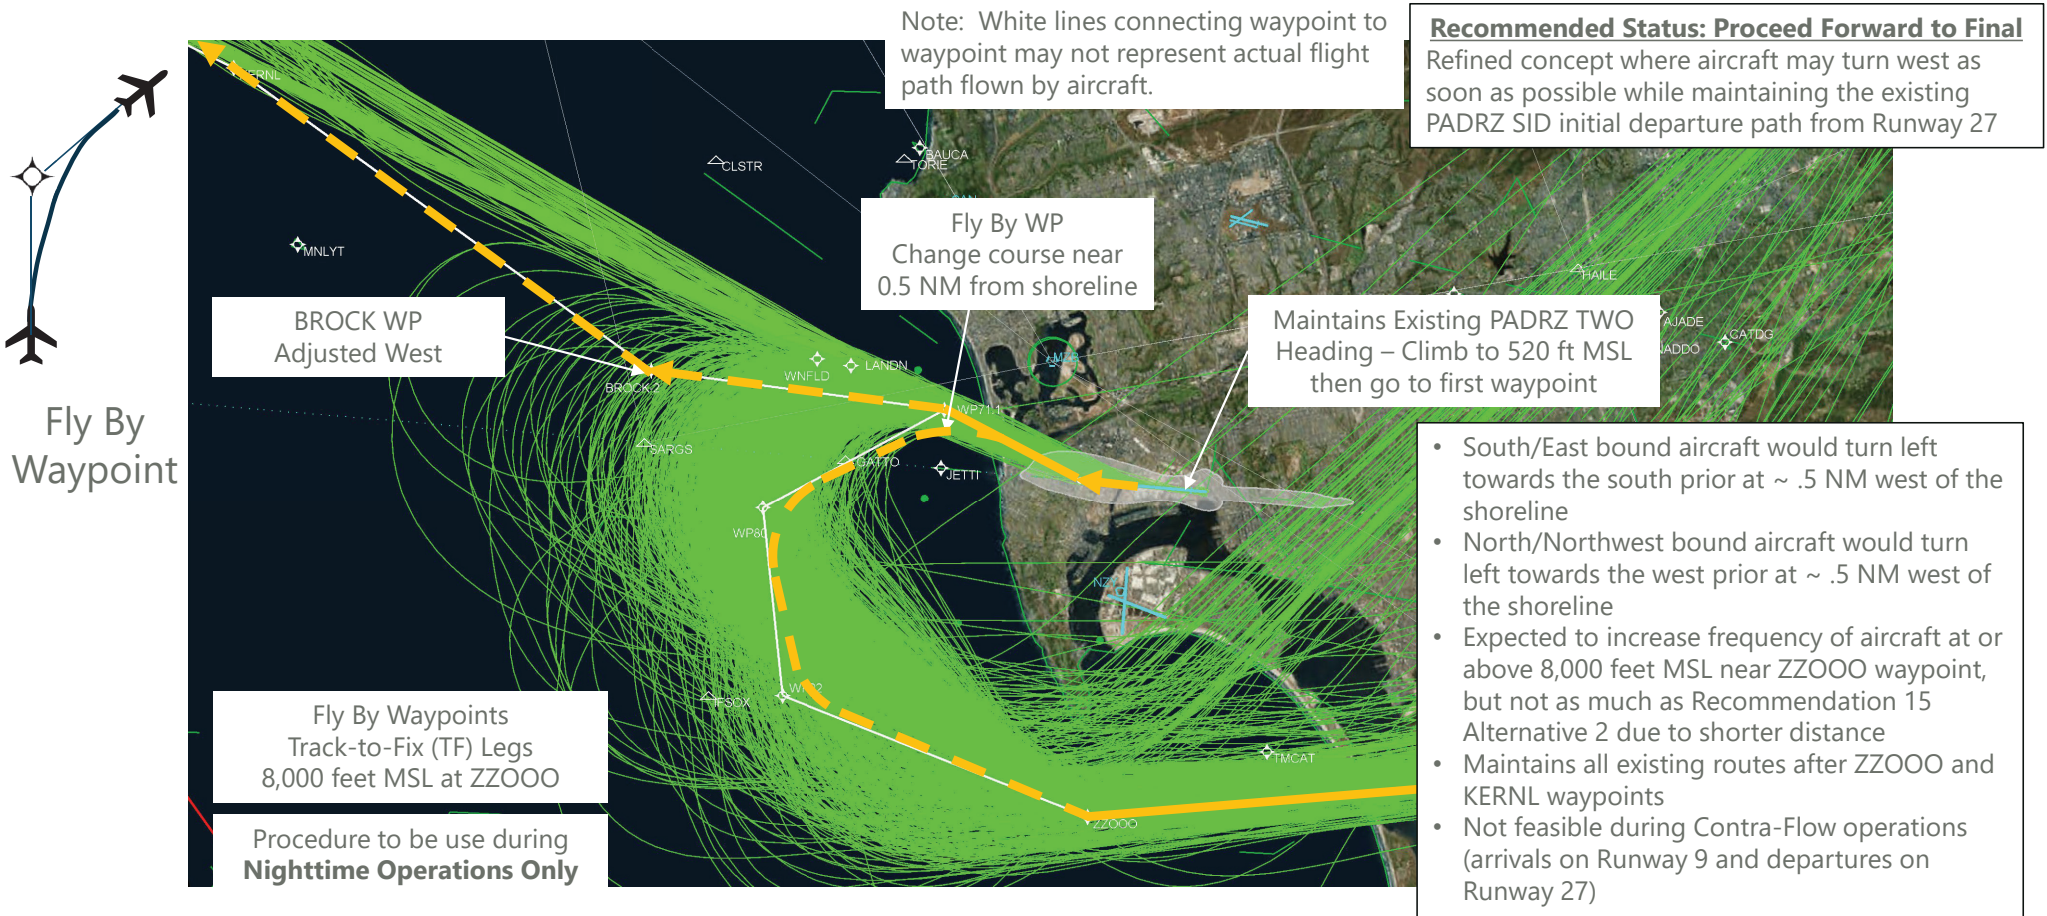 Note:  White lines connecting waypoint to
waypoint may not represent actual flight
path flown by aircraft.
Recommended Status: Proceed Forward to Final
Refined concept where aircraft may turn west as
soon as possible while maintaining the existing
PADRZ SID initial departure path from Runway 27
Fly By
Waypoint
KERNL
CLSTR
BAUCA
TORIE
MNLYT
Fly By WP
Change course near
0.5 NM from shoreline
HAILE
BROCK WP
Adjusted West
Maintains Existing PADRZ TWO
Heading – Climb to 520 ft MSL
then go to first waypoint
AJADE
CATDG
NADDO
WNFLD
LANDN
BROCK.2
WP71.1
SARGS
GATTO
JETTI
WP80
NZY
IFSOX
TMCAT
ZZOOO
Fly By Waypoints
Track-to-Fix (TF) Legs
8,000 feet MSL at ZZOOO
Procedure to be use during
Nighttime Operations Only
• South/East bound aircraft would turn left
towards the south prior at ~ .5 NM west of the
shoreline
• North/Northwest bound aircraft would turn
left towards the west prior at ~ .5 NM west of
the shoreline
• Expected to increase frequency of aircraft at or
above 8,000 feet MSL near ZZOOO waypoint,
but not as much as Recommendation 15
Alternative 2 due to shorter distance
• Maintains all existing routes after ZZOOO and
KERNL waypoints
• Not feasible during Contra-Flow operations
(arrivals on Runway 9 and departures on
Runway 27)